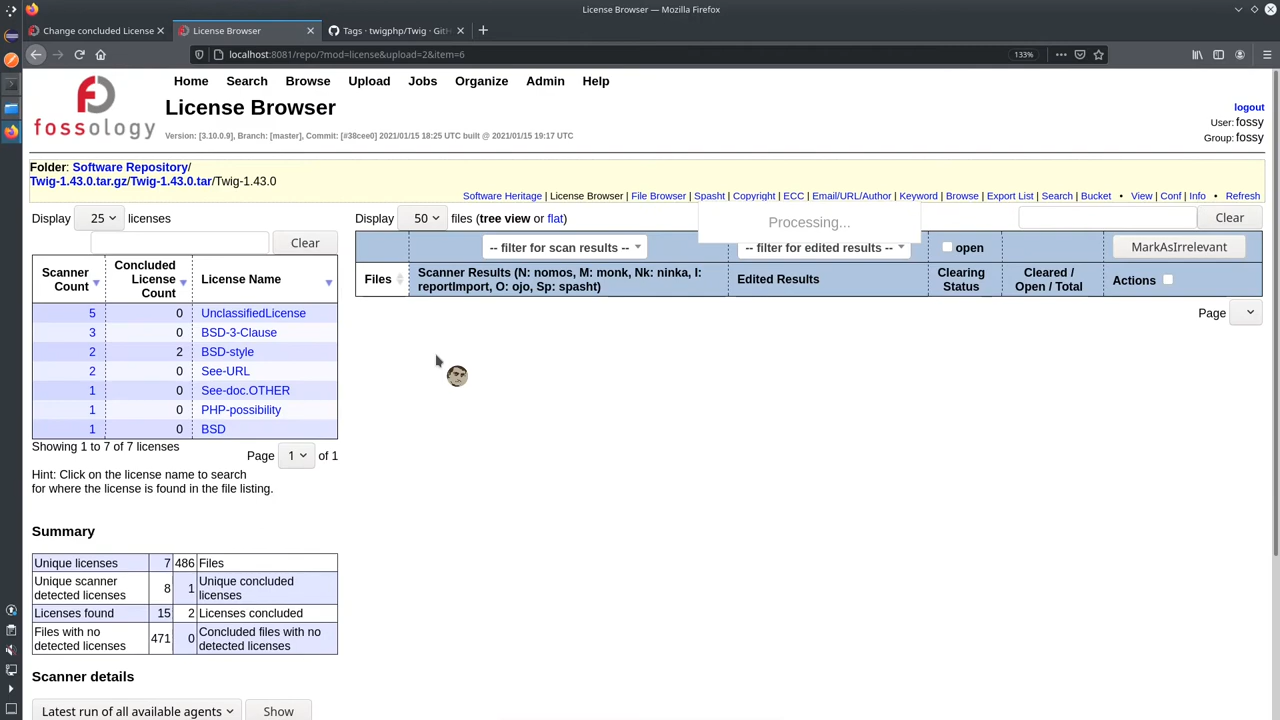 License Browser — Mozilla Firefox
Change concluded License
License Browser
Tags · twigphp/Twig · GitH
localhost:8081/repo/?mod=license&upload=2&item=6
133%
fossology
Home Search Browse Upload Jobs Organize Admin Help
License Browser
Version: [3.10.0.9], Branch: [master], Commit: [#38cee0] 2021/01/15 18:25 UTC built @ 2021/01/15 19:17 UTC
logout
User: fossy
Group: fossy
Folder: Software Repository/
Twig-1.43.0.tar.gz/Twig-1.43.0.tar/Twig-1.43.0
Software Heritage | License Browser | File Browser | Spasht | Copyright | ECC | Email/URL/Author | Keyword | Browse | Export List | Search | Bucket • View | Conf | Info • Refresh
Display 25 licenses
Clear
Scanner Count Concluded License Count License Name
5 0 UnclassifiedLicense
3 0 BSD-3-Clause
2 2 BSD-style
2 0 See-URL
1 0 See-doc.OTHER
1 0 PHP-possibility
1 0 BSD
Showing 1 to 7 of 7 licenses
Page 1 of 1
Hint: Click on the license name to search
for where the license is found in the file listing.
Summary
Unique licenses 7 486 Files
Unique scanner detected licenses 8 1 Unique concluded licenses
Licenses found 15 2 Licenses concluded
Files with no detected licenses 471 0 Concluded files with no detected licenses
Scanner details
Latest run of all available agents Show
Display 50 files (tree view or flat)
Processing...
Clear
-- filter for scan results -- -- filter for edited results -- open MarkAsIrrelevant
Files Scanner Results (N: nomos, M: monk, Nk: ninka, I: reportImport, O: ojo, Sp: spasht) Edited Results Clearing Status Cleared / Open / Total Actions
Page